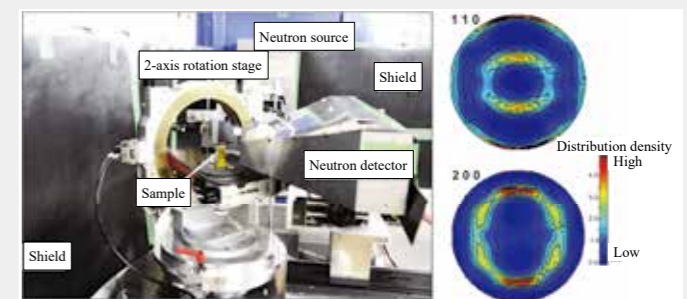 Neutron source
2-axis rotation stage
Shield
Neutron detector
Sample
Shield
110
200
Distribution density
High
Low